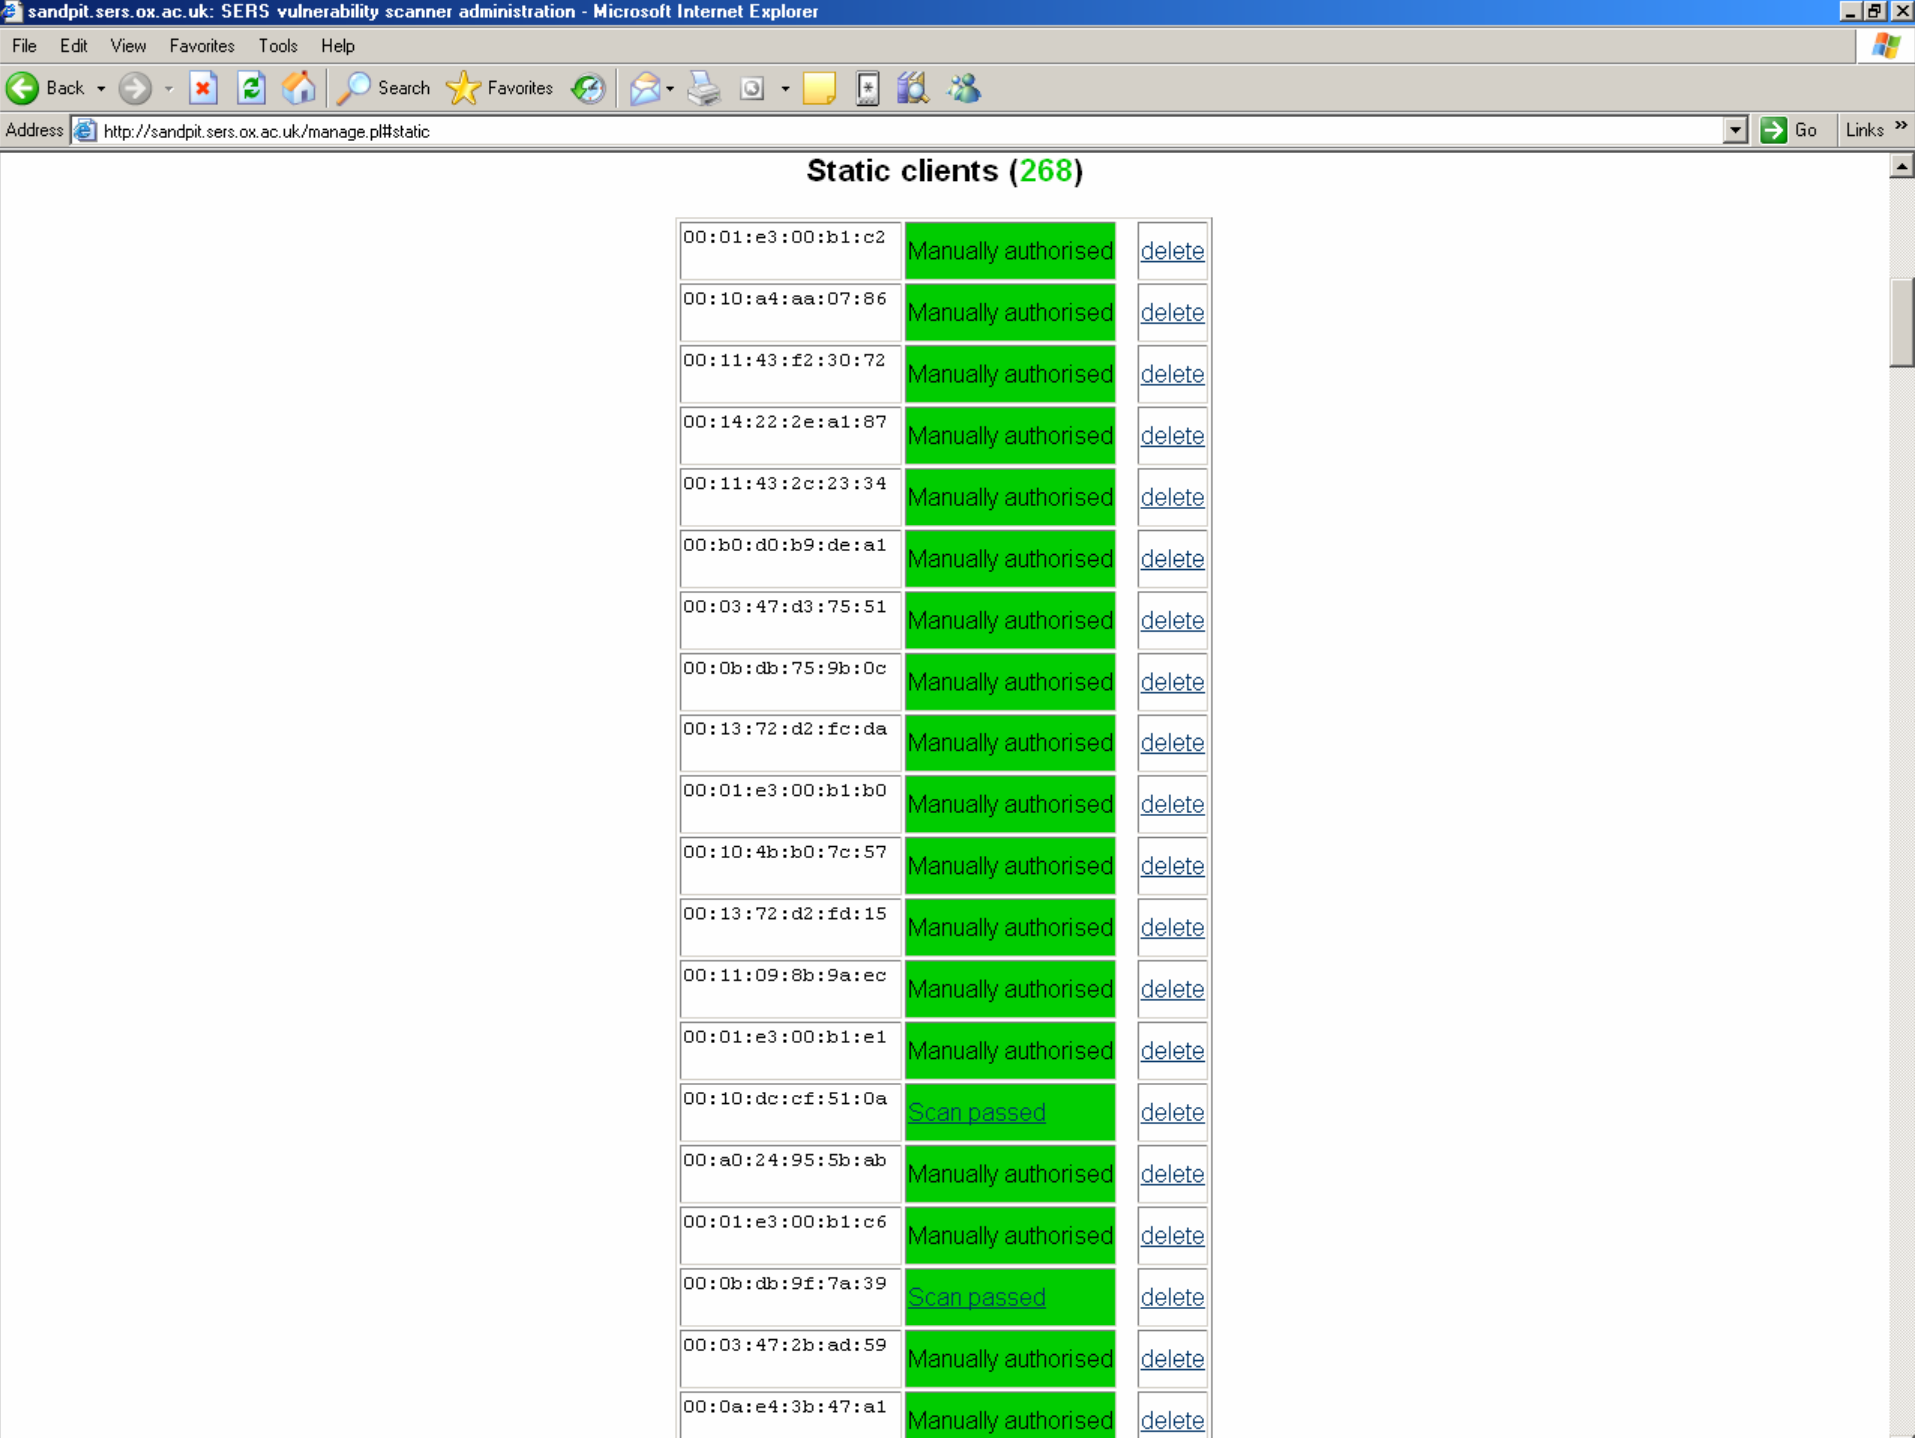 sandpit.sers.ox.ac.uk: SERS vulnerability scanner administration - Microsoft Internet Explorer
File Edit View Favorites Tools Help
Back Search Favorites
Address http://sandpit.sers.ox.ac.uk/manage.pl#static Go Links »
Static clients (268)
00:01:e3:00:b1:c2 Manually authorised delete
00:10:a4:aa:07:86 Manually authorised delete
00:11:43:f2:30:72 Manually authorised delete
00:14:22:2e:a1:87 Manually authorised delete
00:11:43:2c:23:34 Manually authorised delete
00:b0:d0:b9:de:a1 Manually authorised delete
00:03:47:d3:75:51 Manually authorised delete
00:0b:db:75:9b:0c Manually authorised delete
00:13:72:d2:fc:da Manually authorised delete
00:01:e3:00:b1:b0 Manually authorised delete
00:10:4b:b0:7c:57 Manually authorised delete
00:13:72:d2:fd:15 Manually authorised delete
00:11:09:8b:9a:ec Manually authorised delete
00:01:e3:00:b1:e1 Manually authorised delete
00:10:dc:cf:51:0a Scan passed delete
00:a0:24:95:5b:ab Manually authorised delete
00:01:e3:00:b1:c6 Manually authorised delete
00:0b:db:9f:7a:39 Scan passed delete
00:03:47:2b:ad:59 Manually authorised delete
00:0a:e4:3b:47:a1 Manually authorised delete